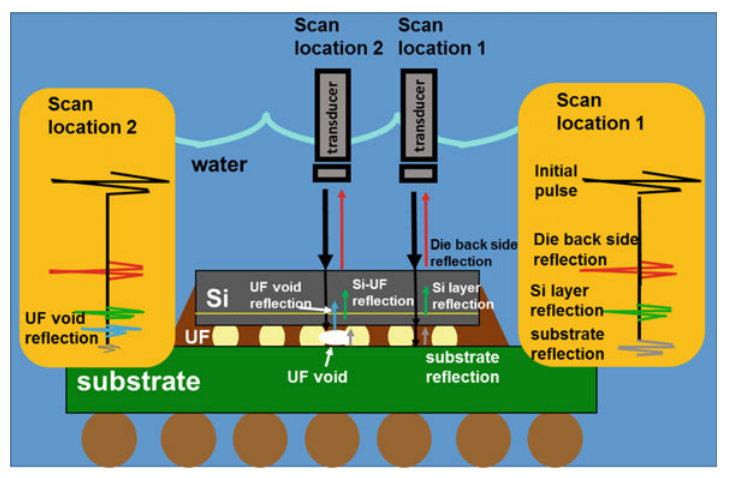 Scan
location 2
Scan
location 1
Scan
location 2
transducer
transducer
Scan
location 1
water
Initial
pulse
Die back side
reflection
Die back side
reflection
Si
UF void
reflection
Si-UF
reflection
Si layer
reflection
Si layer
reflection
UF void
reflection
UF
substrate
reflection
substrate
UF void
substrate
reflection